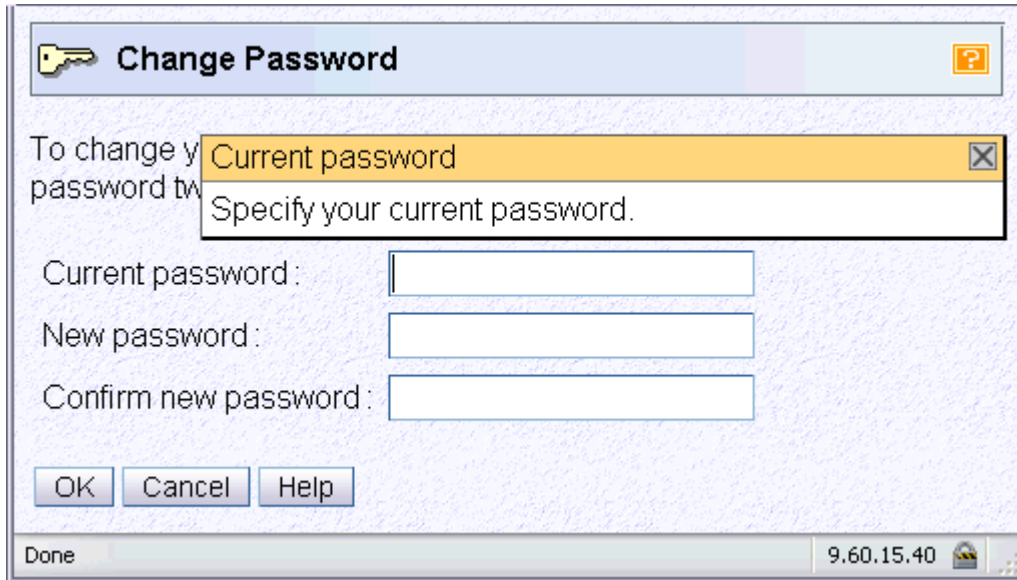 Change Password
?
To change y
password tw
Current password
Specify your current password.
Current password :
New password :
Confirm new password :
OK Cancel Help
Done 9.60.15.40